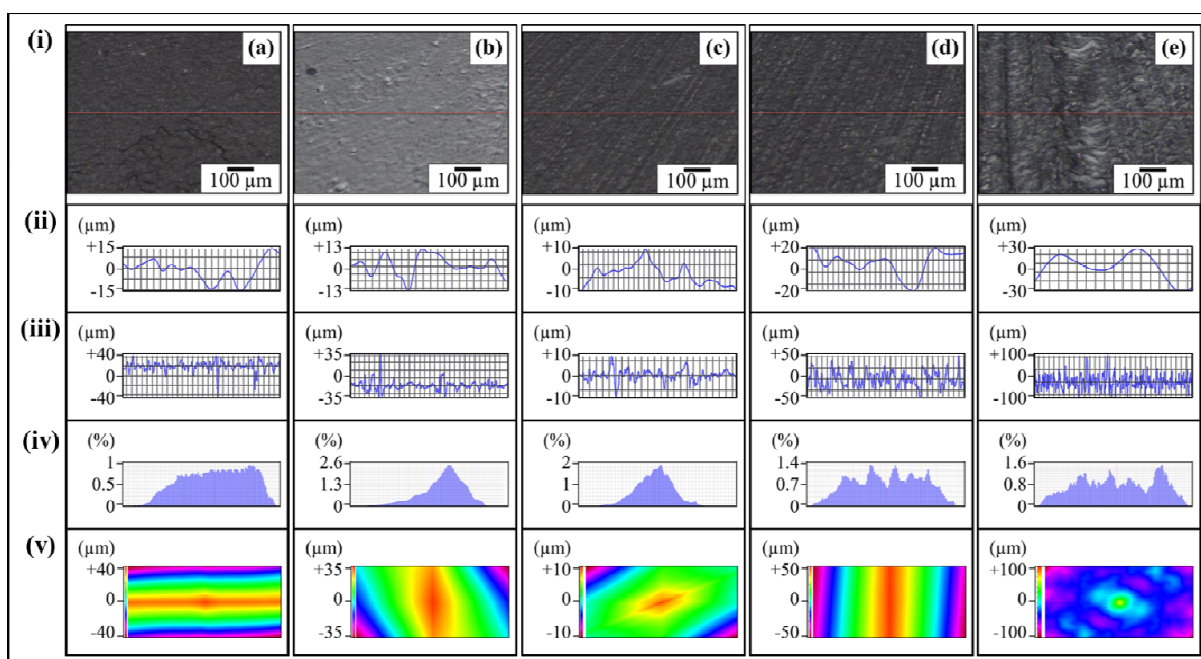 (i) (a) (b) (c) (d) (e)
100 µm 100 µm 100 µm 100 µm 100 µm
(ii) (µm) (µm) (µm) (µm) (µm)
+15 +13 +10 +20 +30
0 0 0 0 0
-15 -13 -10 -20 -30
(iii) (µm) (µm) (µm) (µm) (µm)
+40 +35 +10 +50 +100
0 0 0 0 0
-40 -35 -10 -50 -100
(iv) (%) (%) (%) (%) (%)
1 2.6 2 1.4 1.6
0.5 1.3 1 0.7 0.8
0 0 0 0 0
(v) (µm) (µm) (µm) (µm) (µm)
+40 +35 +10 +50 +100
0 0 0 0 0
-40 -35 -10 -50 -100